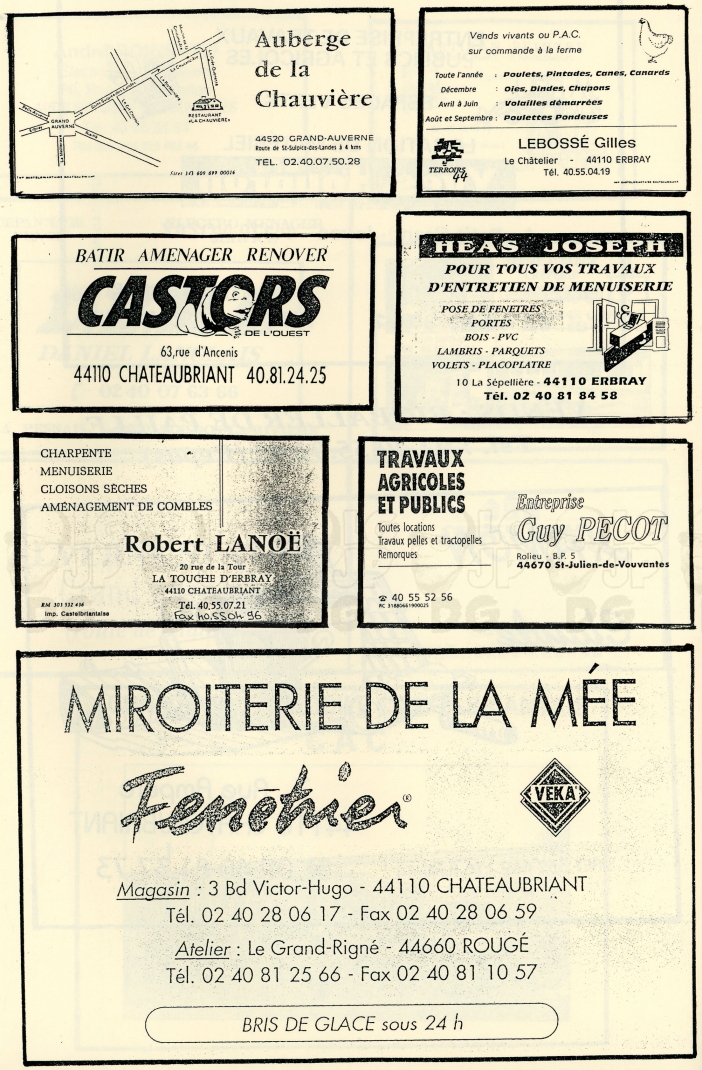 Auberge
de la
Chauvière
GRAND
AUVERNE
RESTAURANT
«LA CHAUVIÈRE»
44520 GRAND-AUVERNE
Route de St-Sulpice-des-Landes à 4 kms
TEL. 02.40.07.50.28
Vends vivants ou P.A.C.
sur commande à la ferme
Toute l'année : Poulets, Pintades, Canes, Canards
Décembre : Oies, Dindes, Chapons
Avril à Juin : Volailles démarrées
Août et Septembre : Poulettes Pondeuses
TERROIRS 44
LEBOSSÉ Gilles
Le Châtelier - 44110 ERBRAY
Tél. 40.55.04.19
BATIR AMENAGER RENOVER
CASTORS
DE L'OUEST
63,rue d'Ancenis
44110 CHATEAUBRIANT 40.81.24.25
HEAS JOSEPH
POUR TOUS VOS TRAVAUX
D'ENTRETIEN DE MENUISERIE
POSE DE FENETRES
PORTES
BOIS - PVC
LAMBRIS - PARQUETS
VOLETS - PLACOPLATRE
10 La Sépellière - 44110 ERBRAY
Tél. 02 40 81 84 58
CHARPENTE
MENUISERIE
CLOISONS SÈCHES
AMÉNAGEMENT DE COMBLES
Robert LANOË
20 rue de la Tour
LA TOUCHE D'ERBRAY
44110 CHATEAUBRIANT
Tél. 40.55.07.21
Fax 40.55.04 96
RM 303 532 436
Imp. Castelbriantaise
TRAVAUX
AGRICOLES
ET PUBLICS
Toutes locations
Travaux pelles et tractopelles
Remorques
☎ 40 55 52 56
RC 31880661900025
Entreprise
Guy PECOT
Rolieu - B.P. 5
44670 St-Julien-de-Vouvantes
MIROITERIE DE LA MÉE
Fenêtrier®
VEKA
Magasin : 3 Bd Victor-Hugo - 44110 CHATEAUBRIANT
Tél. 02 40 28 06 17 - Fax 02 40 28 06 59
Atelier : Le Grand-Rigné - 44660 ROUGÉ
Tél. 02 40 81 25 66 - Fax 02 40 81 10 57
BRIS DE GLACE sous 24 h